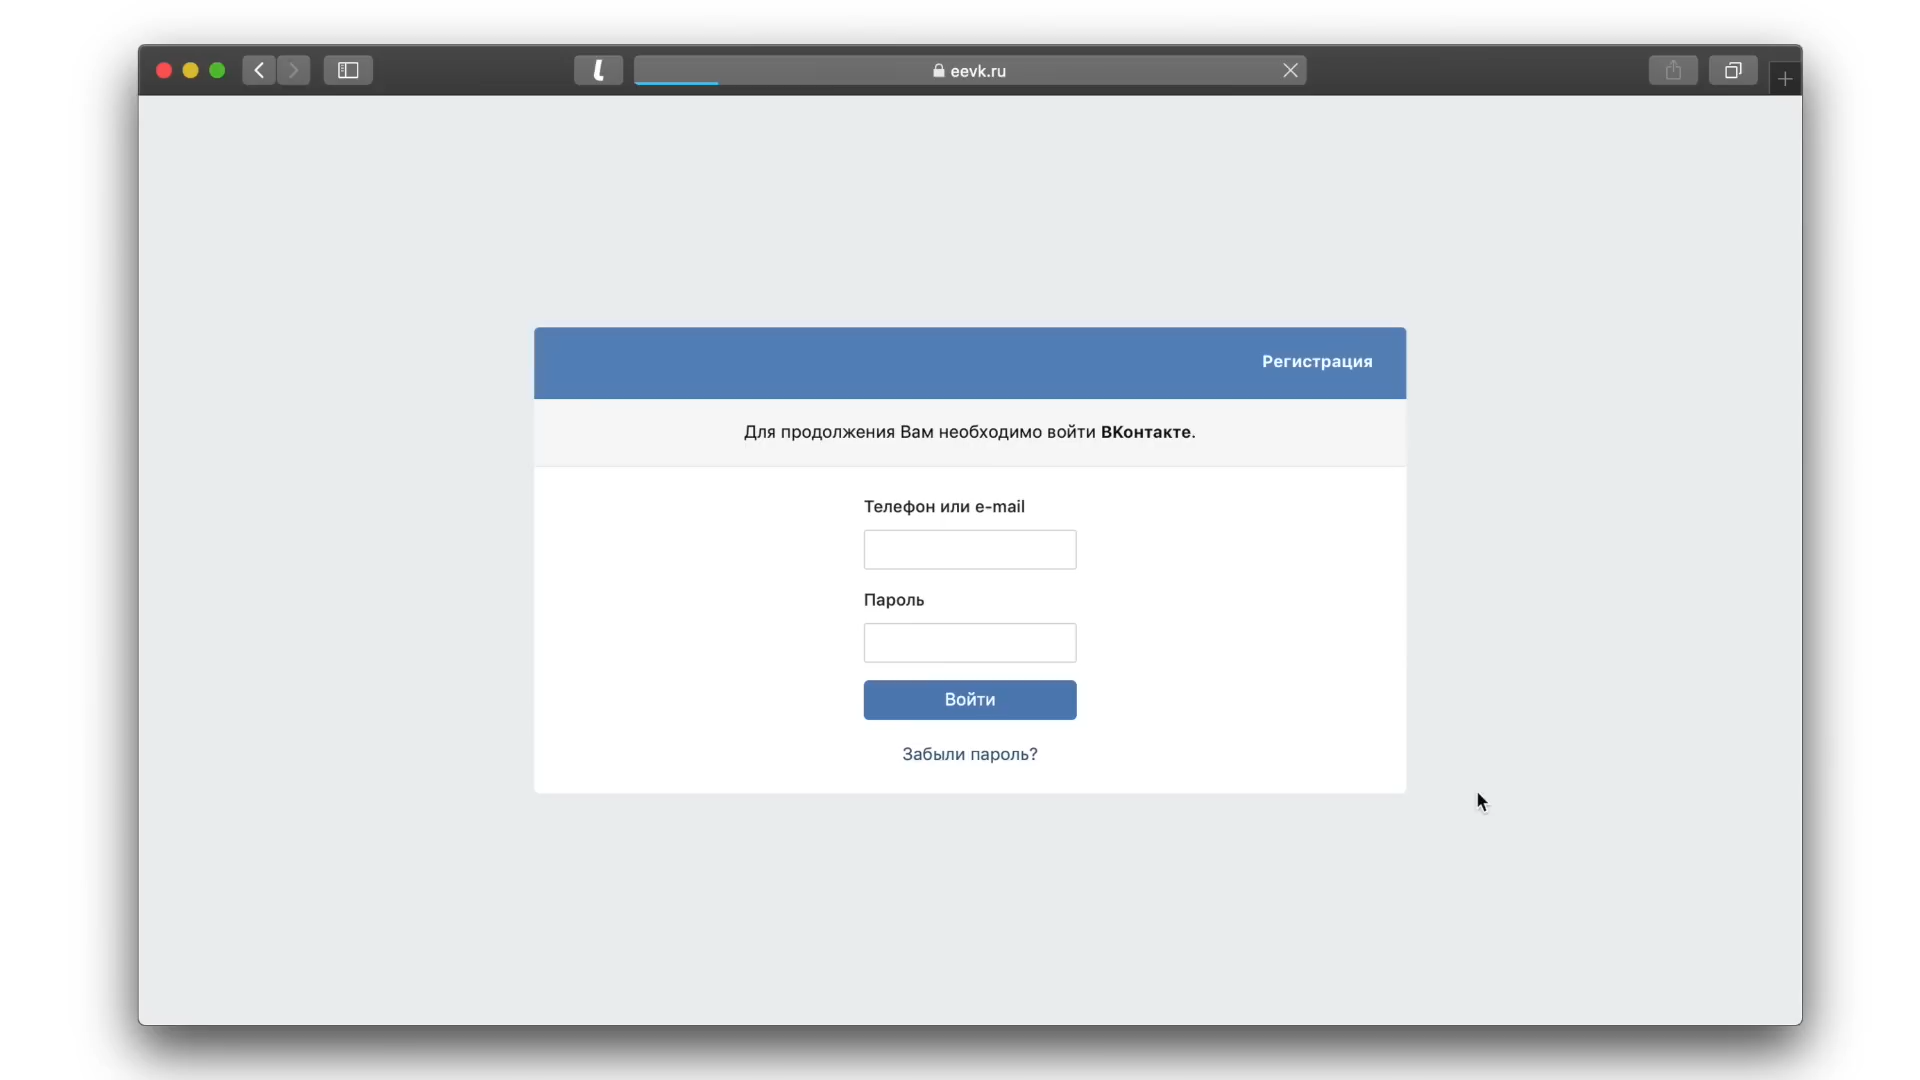 eevk.ru
Регистрация
Для продолжения Вам необходимо войти ВКонтакте.
Телефон или e-mail
Пароль
Войти
Забыли пароль?